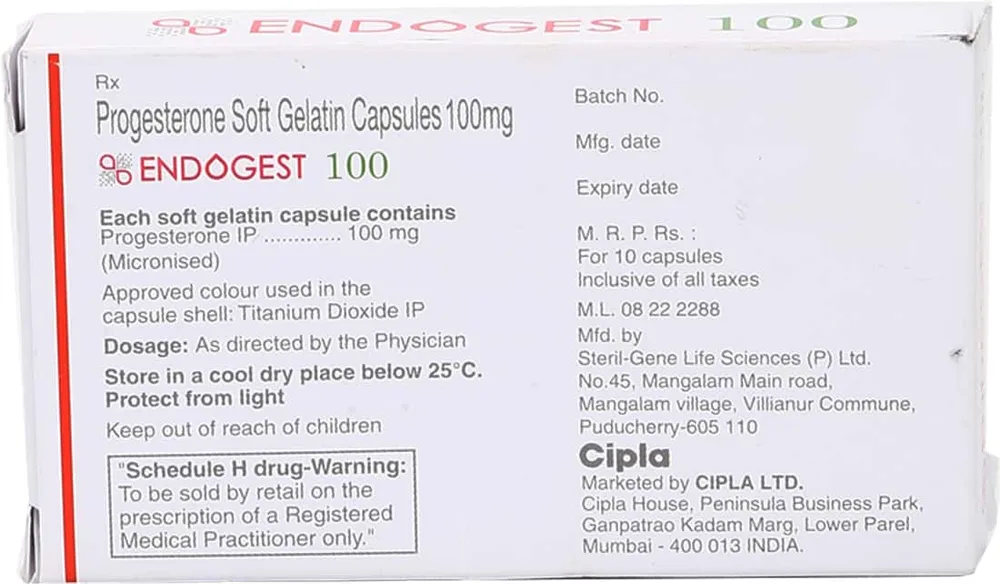 ENDOGEST 100
Rx
Progesterone Soft Gelatin Capsules 100mg
ENDOGEST 100
Each soft gelatin capsule contains
Progesterone IP ............. 100 mg
(Micronised)
Approved colour used in the
capsule shell: Titanium Dioxide IP
Dosage: As directed by the Physician
Store in a cool dry place below 25°C.
Protect from light
Keep out of reach of children
"Schedule H drug-Warning:
To be sold by retail on the
prescription of a Registered
Medical Practitioner only."
Batch No.
Mfg. date
Expiry date
M. R. P. Rs. :
For 10 capsules
Inclusive of all taxes
M.L. 08 22 2288
Mfd. by
Steril-Gene Life Sciences (P) Ltd.
No.45, Mangalam Main road,
Mangalam village, Villianur Commune,
Puducherry-605 110
Cipla
Marketed by CIPLA LTD.
Cipla House, Peninsula Business Park,
Ganpatrao Kadam Marg, Lower Parel,
Mumbai - 400 013 INDIA.